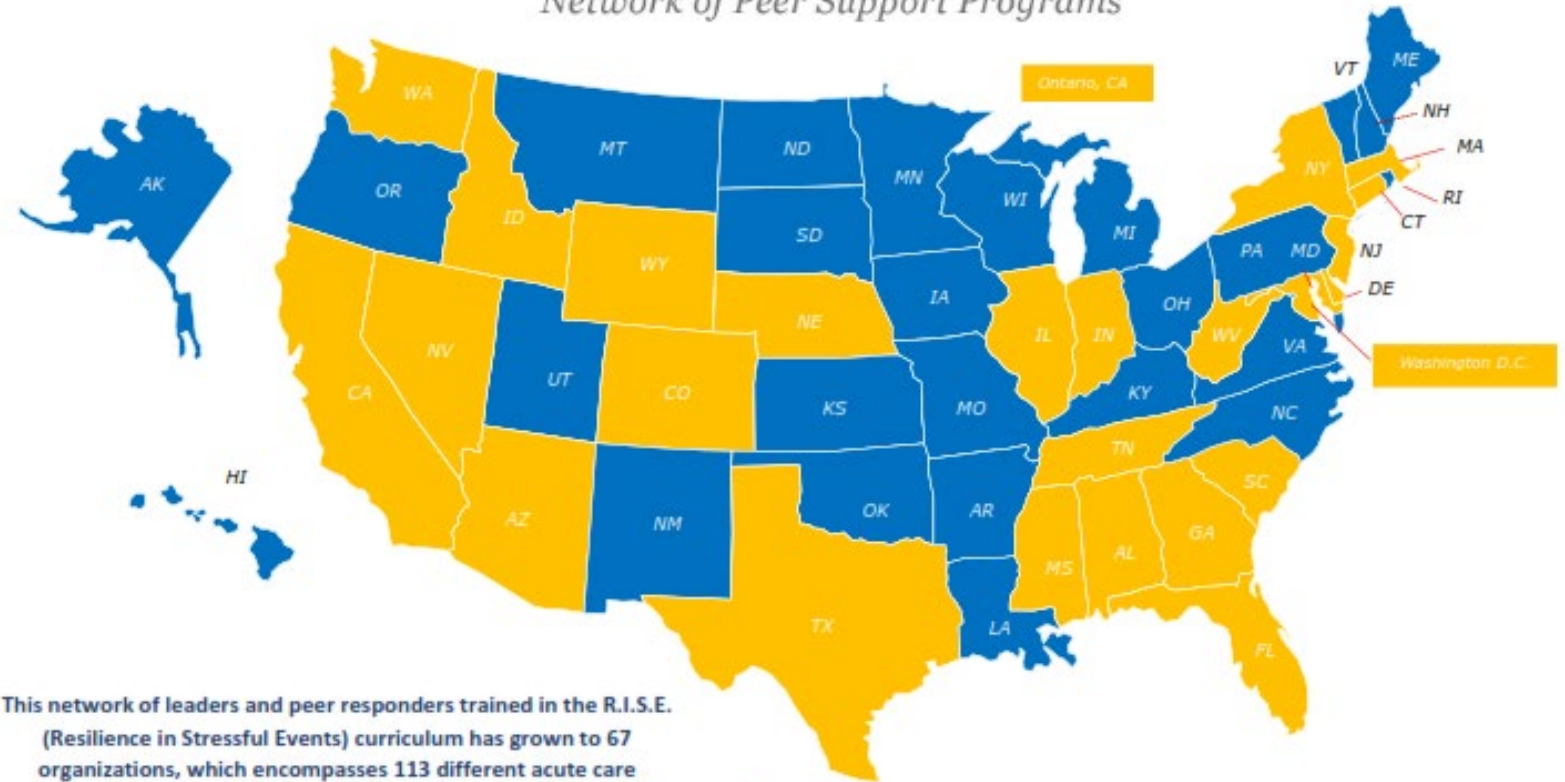 Network of Peer Support Programs
Ontario, CA
WA
MT
ND
MN
VT
ME
NH
MA
AK
OR
ID
SD
WI
MI
NY
RI
CT
WY
IA
PA
MD
NJ
DE
NE
OH
NV
UT
CO
IL
IN
WV
VA
Washington D.C.
CA
KS
MO
KY
NC
HI
AZ
NM
OK
AR
TN
SC
MS
AL
GA
TX
LA
FL
This network of leaders and peer responders trained in the R.I.S.E.
(Resilience in Stressful Events) curriculum has grown to 67
organizations, which encompasses 113 different acute care